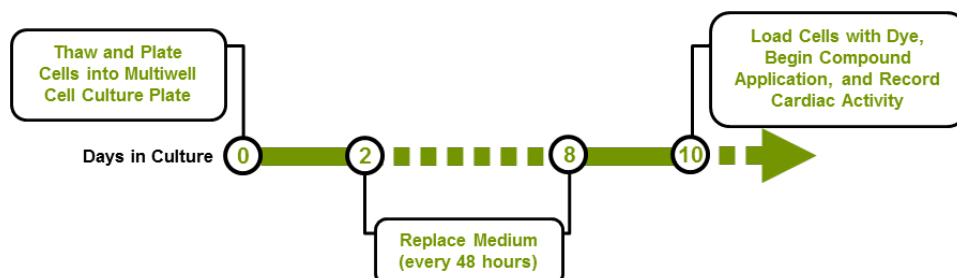 Thaw and Plate
Cells into Multiwell
Cell Culture Plate
Load Cells with Dye,
Begin Compound
Application, and Record
Cardiac Activity
Days in Culture 0 2 8 10
Replace Medium
(every 48 hours)